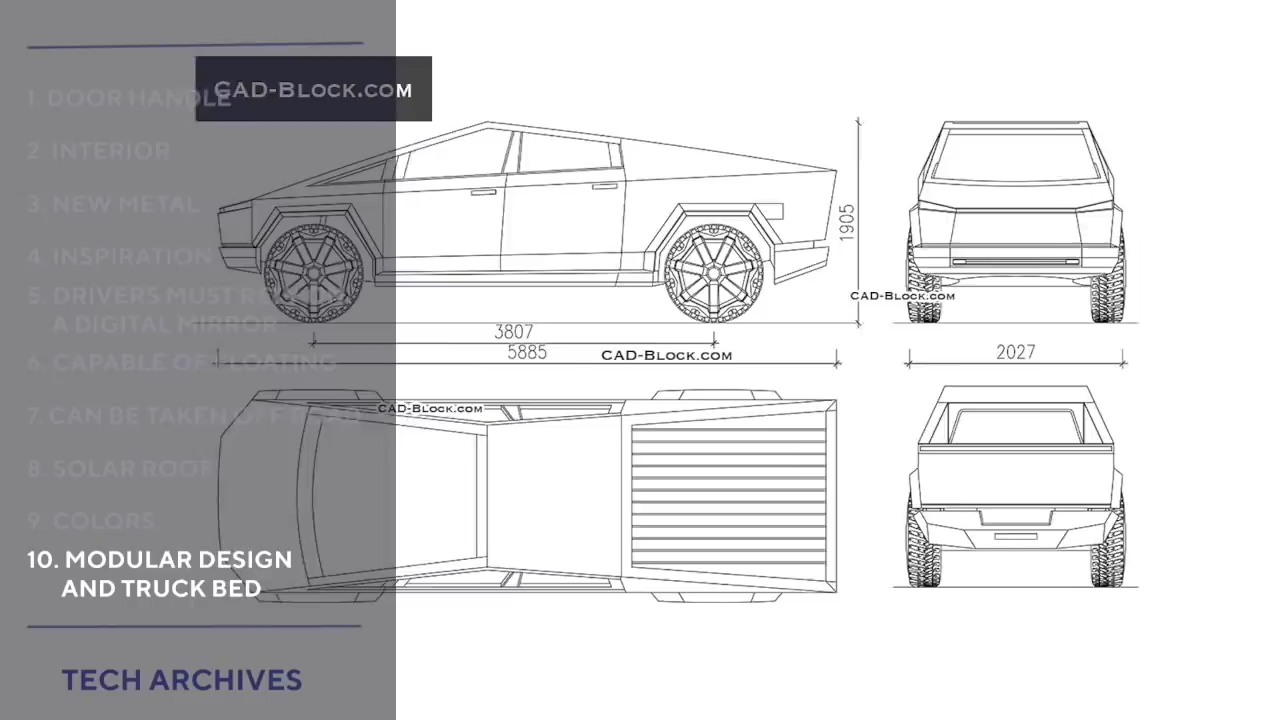 CAD-BLOCK.COM
1. DOOR HANDLE
2 INTERIOR
3. NEW METAL
4. INSPIRATION
5. DRIVERS MUST
A DIGITAL MIRROR
6. CAPABLE OF FLOATING
7. CAN BE TAKEN OFF ROAD
8. SOLAR ROOF
9. COLORS
10. MODULAR DESIGN
AND TRUCK BED
TECH ARCHIVES
1905
CAD-BLOCK.COM
3807
5885
CAD-BLOCK.COM
2027
CAD-BLOCK.COM